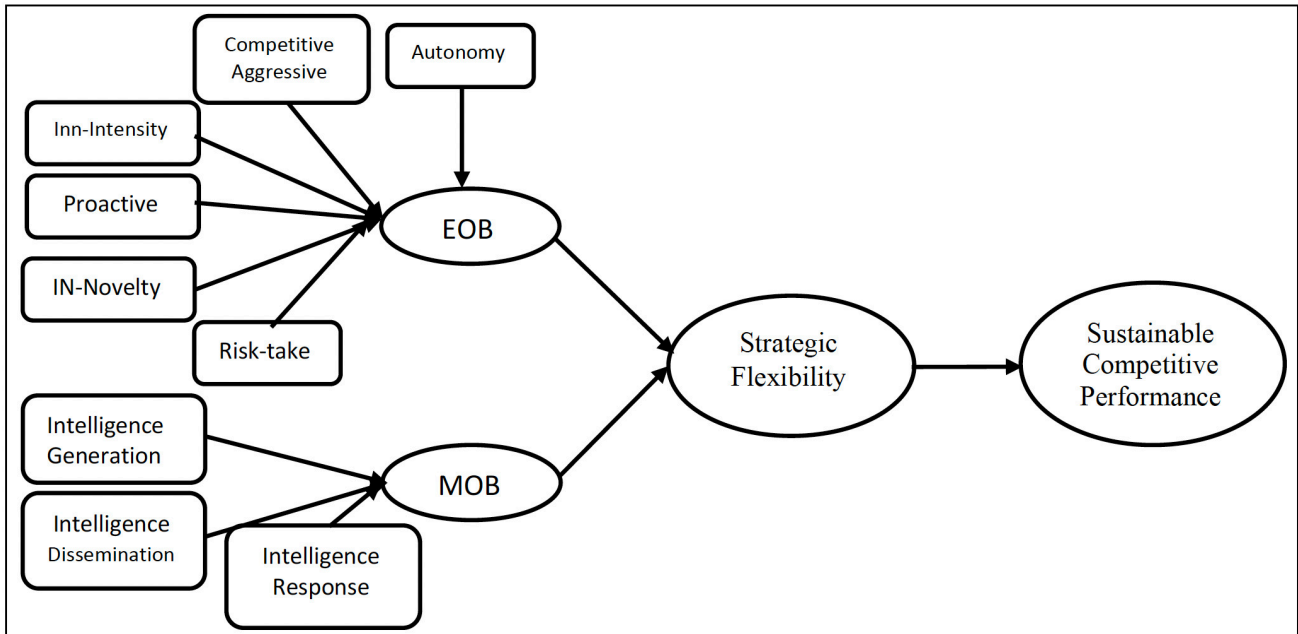 Competitive
Aggressive
Autonomy
Inn-Intensity
Proactive
IN-Novelty
Risk-take
EOB
Intelligence
Generation
Intelligence
Dissemination
Intelligence
Response
MOB
Strategic
Flexibility
Sustainable
Competitive
Performance